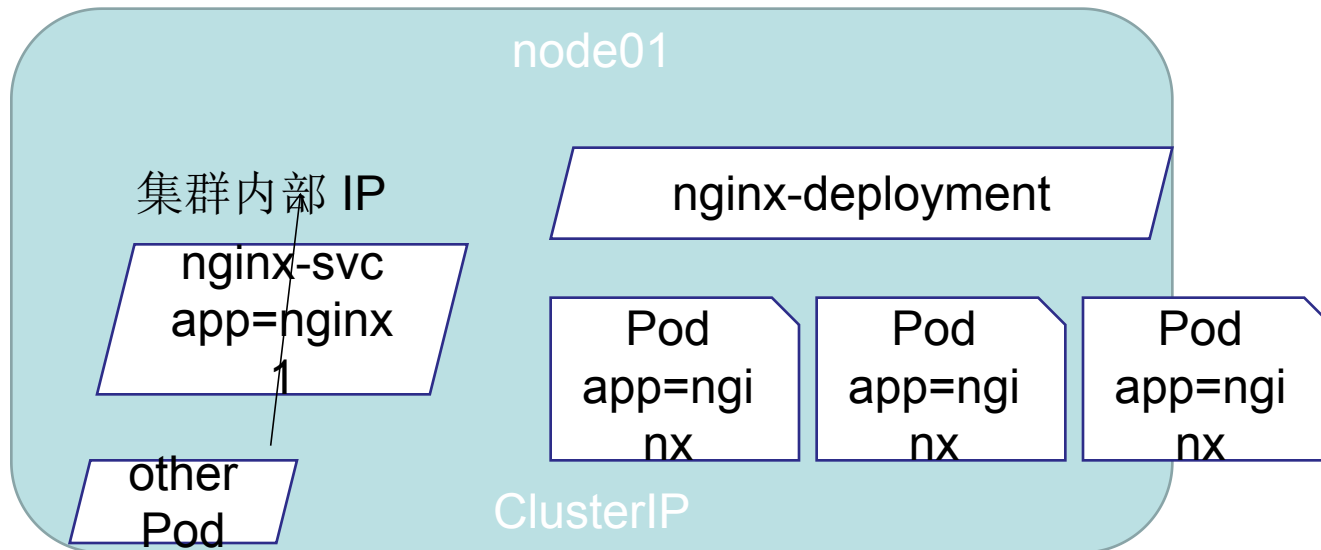 node01
集群内部 IP
nginx-deployment
nginx-svc
app=nginx
1
Pod
app=ngi
nx
Pod
app=ngi
nx
Pod
app=ngi
nx
other
Pod
ClusterIP